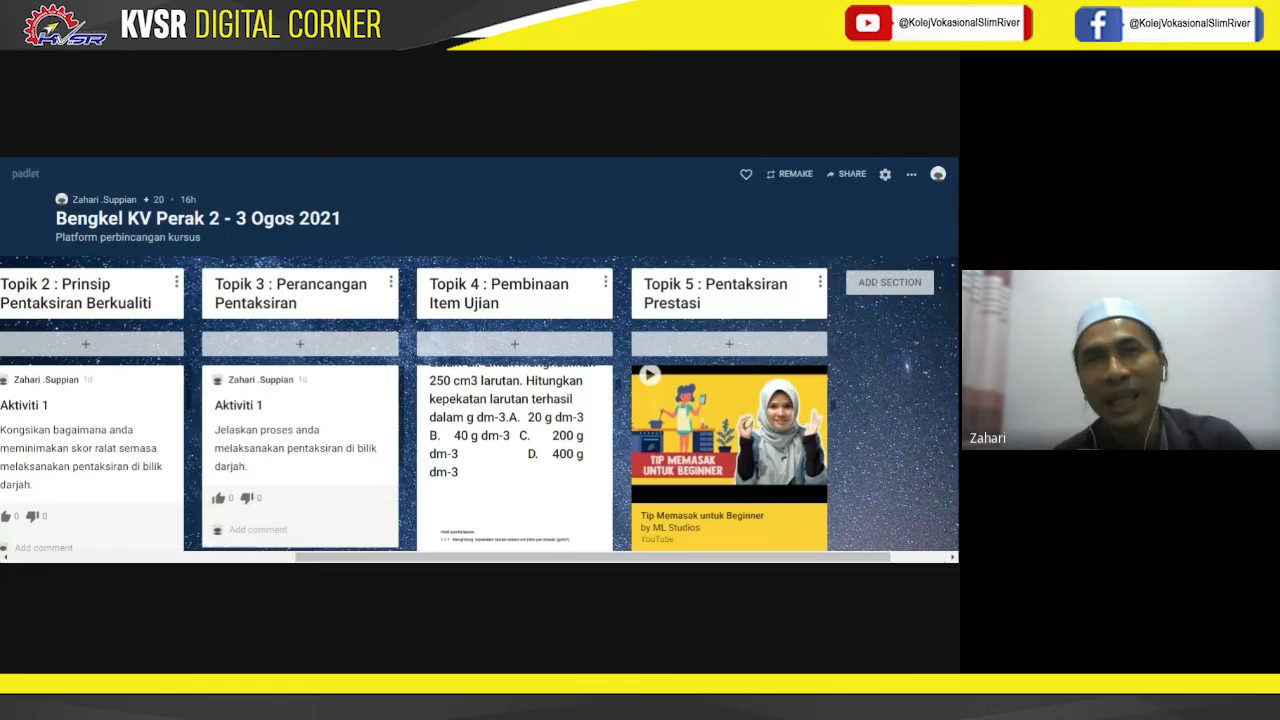 KVSR
KVSR DIGITAL CORNER
@KolejVokasionalSlimRiver
@KolejVokasionalSlimRiver
padlet
REMAKE
SHARE
Zahari .Suppian + 20 • 16h
Bengkel KV Perak 2 - 3 Ogos 2021
Platform perbincangan kursus
Topik 2 : Prinsip
Pentaksiran Berkualiti
Zahari .Suppian 1d
Aktiviti 1
Kongsikan bagaimana anda
meminimakan skor ralat semasa
melaksanakan pentaksiran di bilik
darjah.
0 0
Add comment
Topik 3 : Perancangan
Pentaksiran
Zahari .Suppian 1d
Aktiviti 1
Jelaskan proses anda
melaksanakan pentaksiran di bilik
darjah.
0 0
Add comment
Topik 4 : Pembinaan
Item Ujian
250 cm3 larutan. Hitungkan
kepekatan larutan terhasil
dalam g dm-3.A. 20 g dm-3
B. 40 g dm-3 C. 200 g
dm-3 D. 400 g
dm-3
Topik 5 : Pentaksiran
Prestasi
TIP MEMASAK
UNTUK BEGINNER
Tip Memasak untuk Beginner
by ML Studios
YouTube
ADD SECTION
Zahari